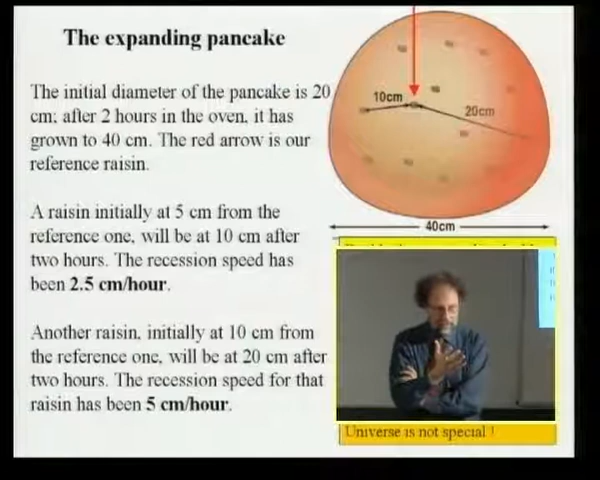 The expanding pancake
The initial diameter of the pancake is 20
cm; after 2 hours in the oven, it has
grown to 40 cm. The red arrow is our
reference raisin.
A raisin initially at 5 cm from the
reference one, will be at 10 cm after
two hours. The recession speed has
been 2.5 cm/hour.
Another raisin, initially at 10 cm from
the reference one, will be at 20 cm after
two hours. The recession speed for that
raisin has been 5 cm/hour.
10cm
20cm
40cm
Universe is not special !